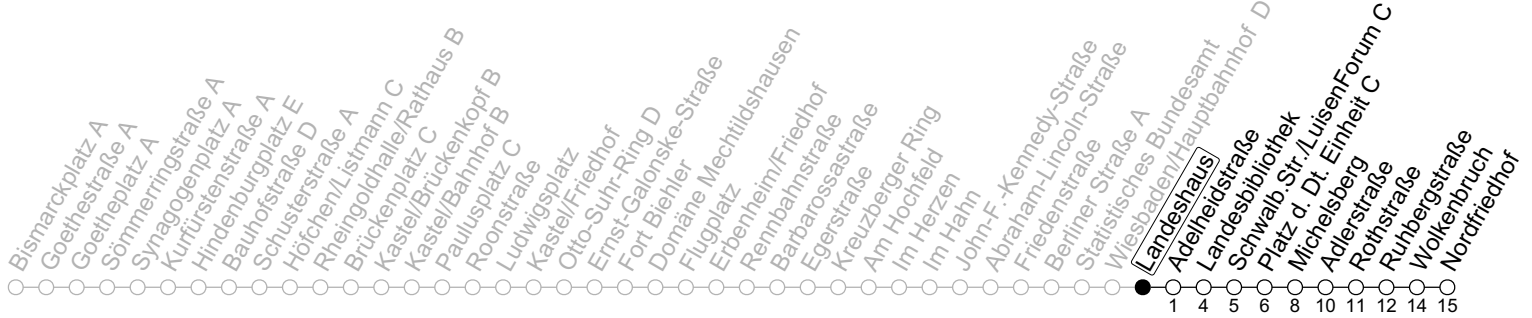 Bismarckplatz A
Goethestraße A
Goetheplatz A
Sömmerringstraße A
Synagogenplatz A
Kurfürstenstraße A
Hindenburgplatz E
Bauhofstraße D
Schusterstraße A
Höfchen/Listmann C
Rheingoldhalle/Rathaus B
Brückenplatz C
Kastel/Brückenkopf B
Kastel/Bahnhof B
Paulusplatz C
Roonstraße
Ludwigsplatz
Kastel/Friedhof
Otto-Suhr-Ring D
Ernst-Galonske-Straße
Fort Biehler
Domäne Mechtildshausen
Flugplatz
Erbenheim/Friedhof
Rennbahnstraße
Barbarossastraße
Egerstraße
Kreuzberger Ring
Am Hochfeld
Im Herzen
Im Hahn
John-F.-Kennedy-Straße
Abraham-Lincoln-Straße
Friedenstraße
Berliner Straße A
Statistisches Bundesamt
Wiesbaden/Hauptbahnhof D
Landeshaus
Adelheidstraße
Landesbibliothek
Schwalb.Str./LuisenForum C
Platz d. Dt. Einheit C
Michelsberg
Adlerstraße
Rothstraße
Ruhbergstraße
Wolkenbruch
Nordfriedhof
1 4 5 6 8 10 11 12 14 15